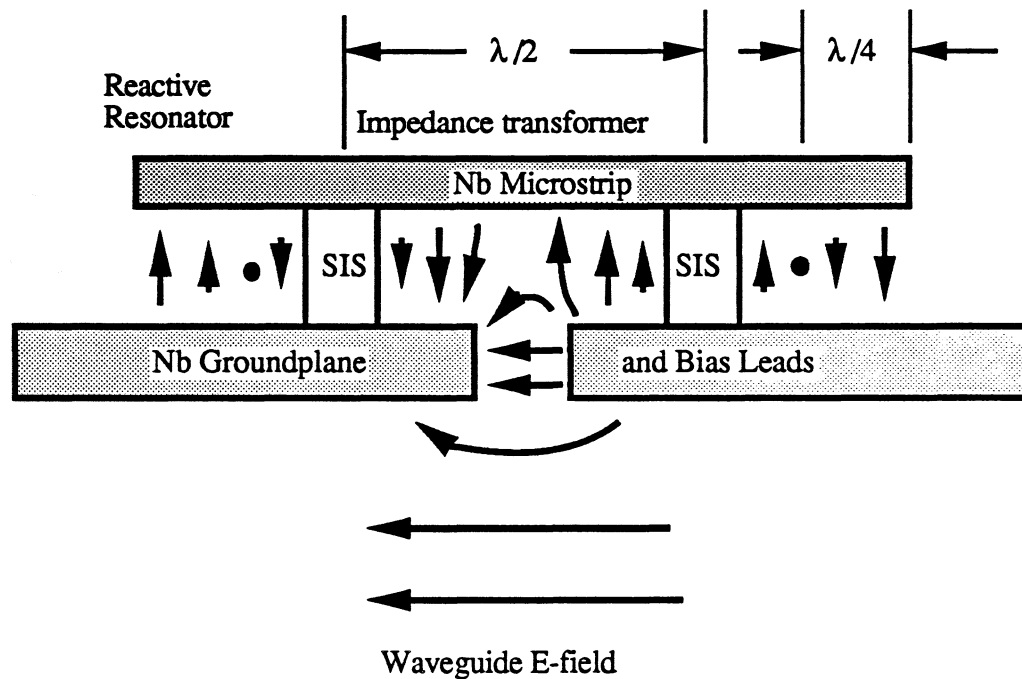 λ/2
λ/4
Reactive
Resonator
Impedance transformer
Nb Microstrip
SIS
SIS
Nb Groundplane
and Bias Leads
Waveguide E-field